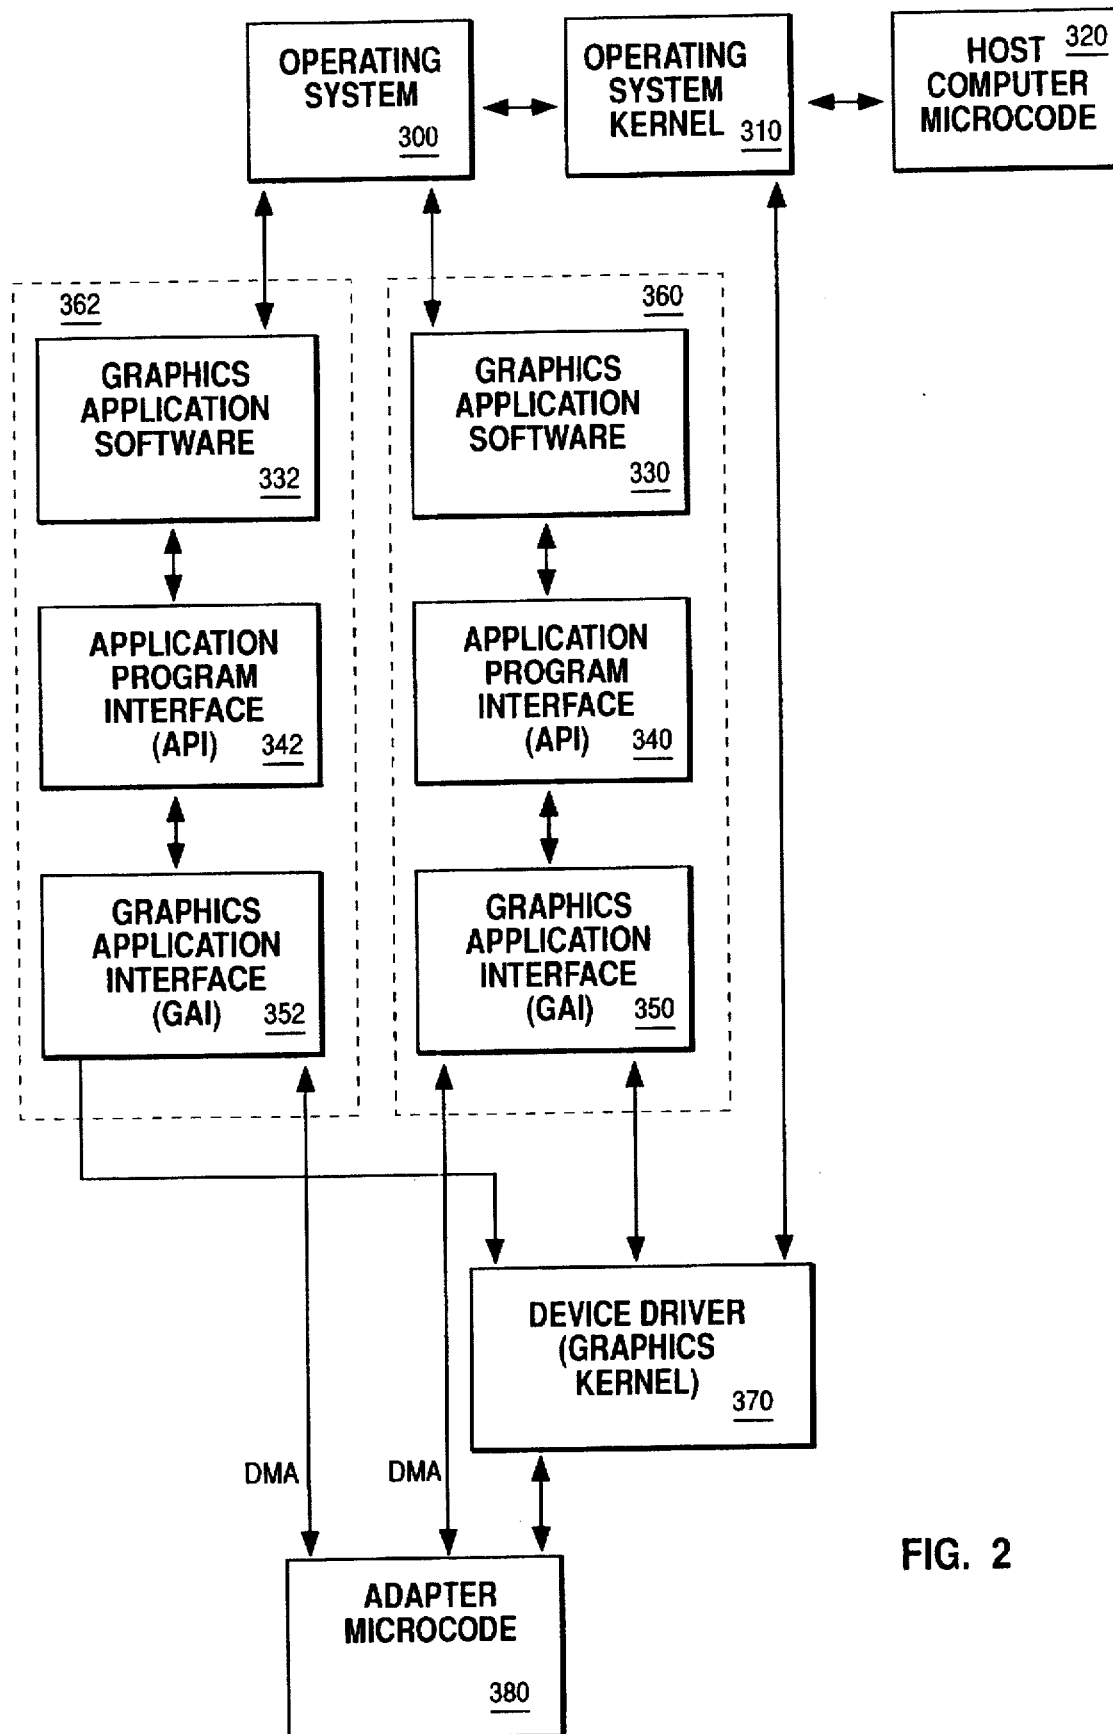 OPERATING
SYSTEM
300
OPERATING
SYSTEM
KERNEL
310
HOST
320
COMPUTER
MICROCODE
362
GRAPHICS
APPLICATION
SOFTWARE
332
360
GRAPHICS
APPLICATION
SOFTWARE
330
APPLICATION
PROGRAM
INTERFACE
(API)
342
APPLICATION
PROGRAM
INTERFACE
(API)
340
GRAPHICS
APPLICATION
INTERFACE
(GAI)
352
GRAPHICS
APPLICATION
INTERFACE
(GAI)
350
DEVICE DRIVER
(GRAPHICS
KERNEL)
370
DMA
DMA
ADAPTER
MICROCODE
380
FIG. 2